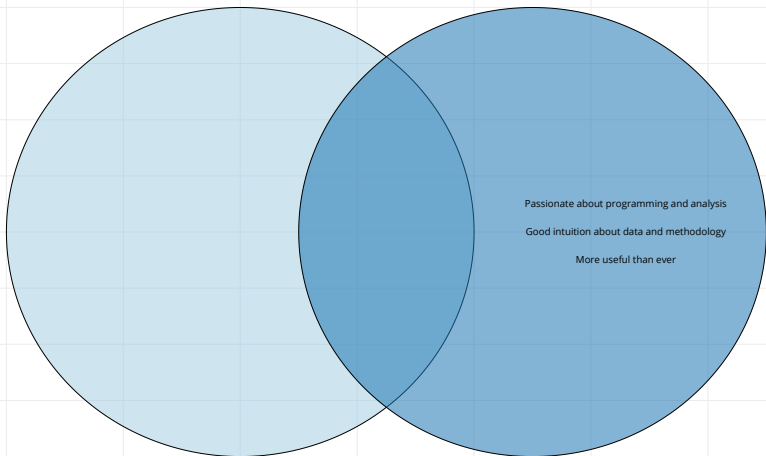 Passionate about programming and analysis
Good intuition about data and methodology
More useful than ever